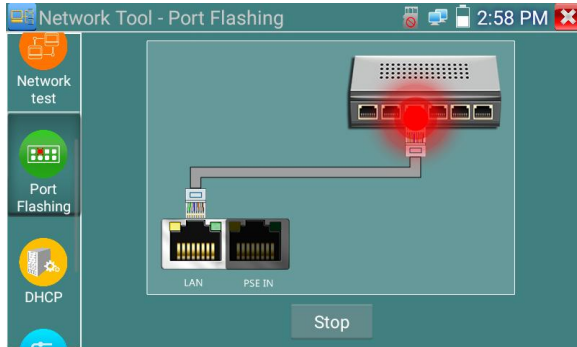 Network Tool - Port Flashing
2:58 PM
Network
test
Port
Flashing
DHCP
LAN
PSE IN
Stop